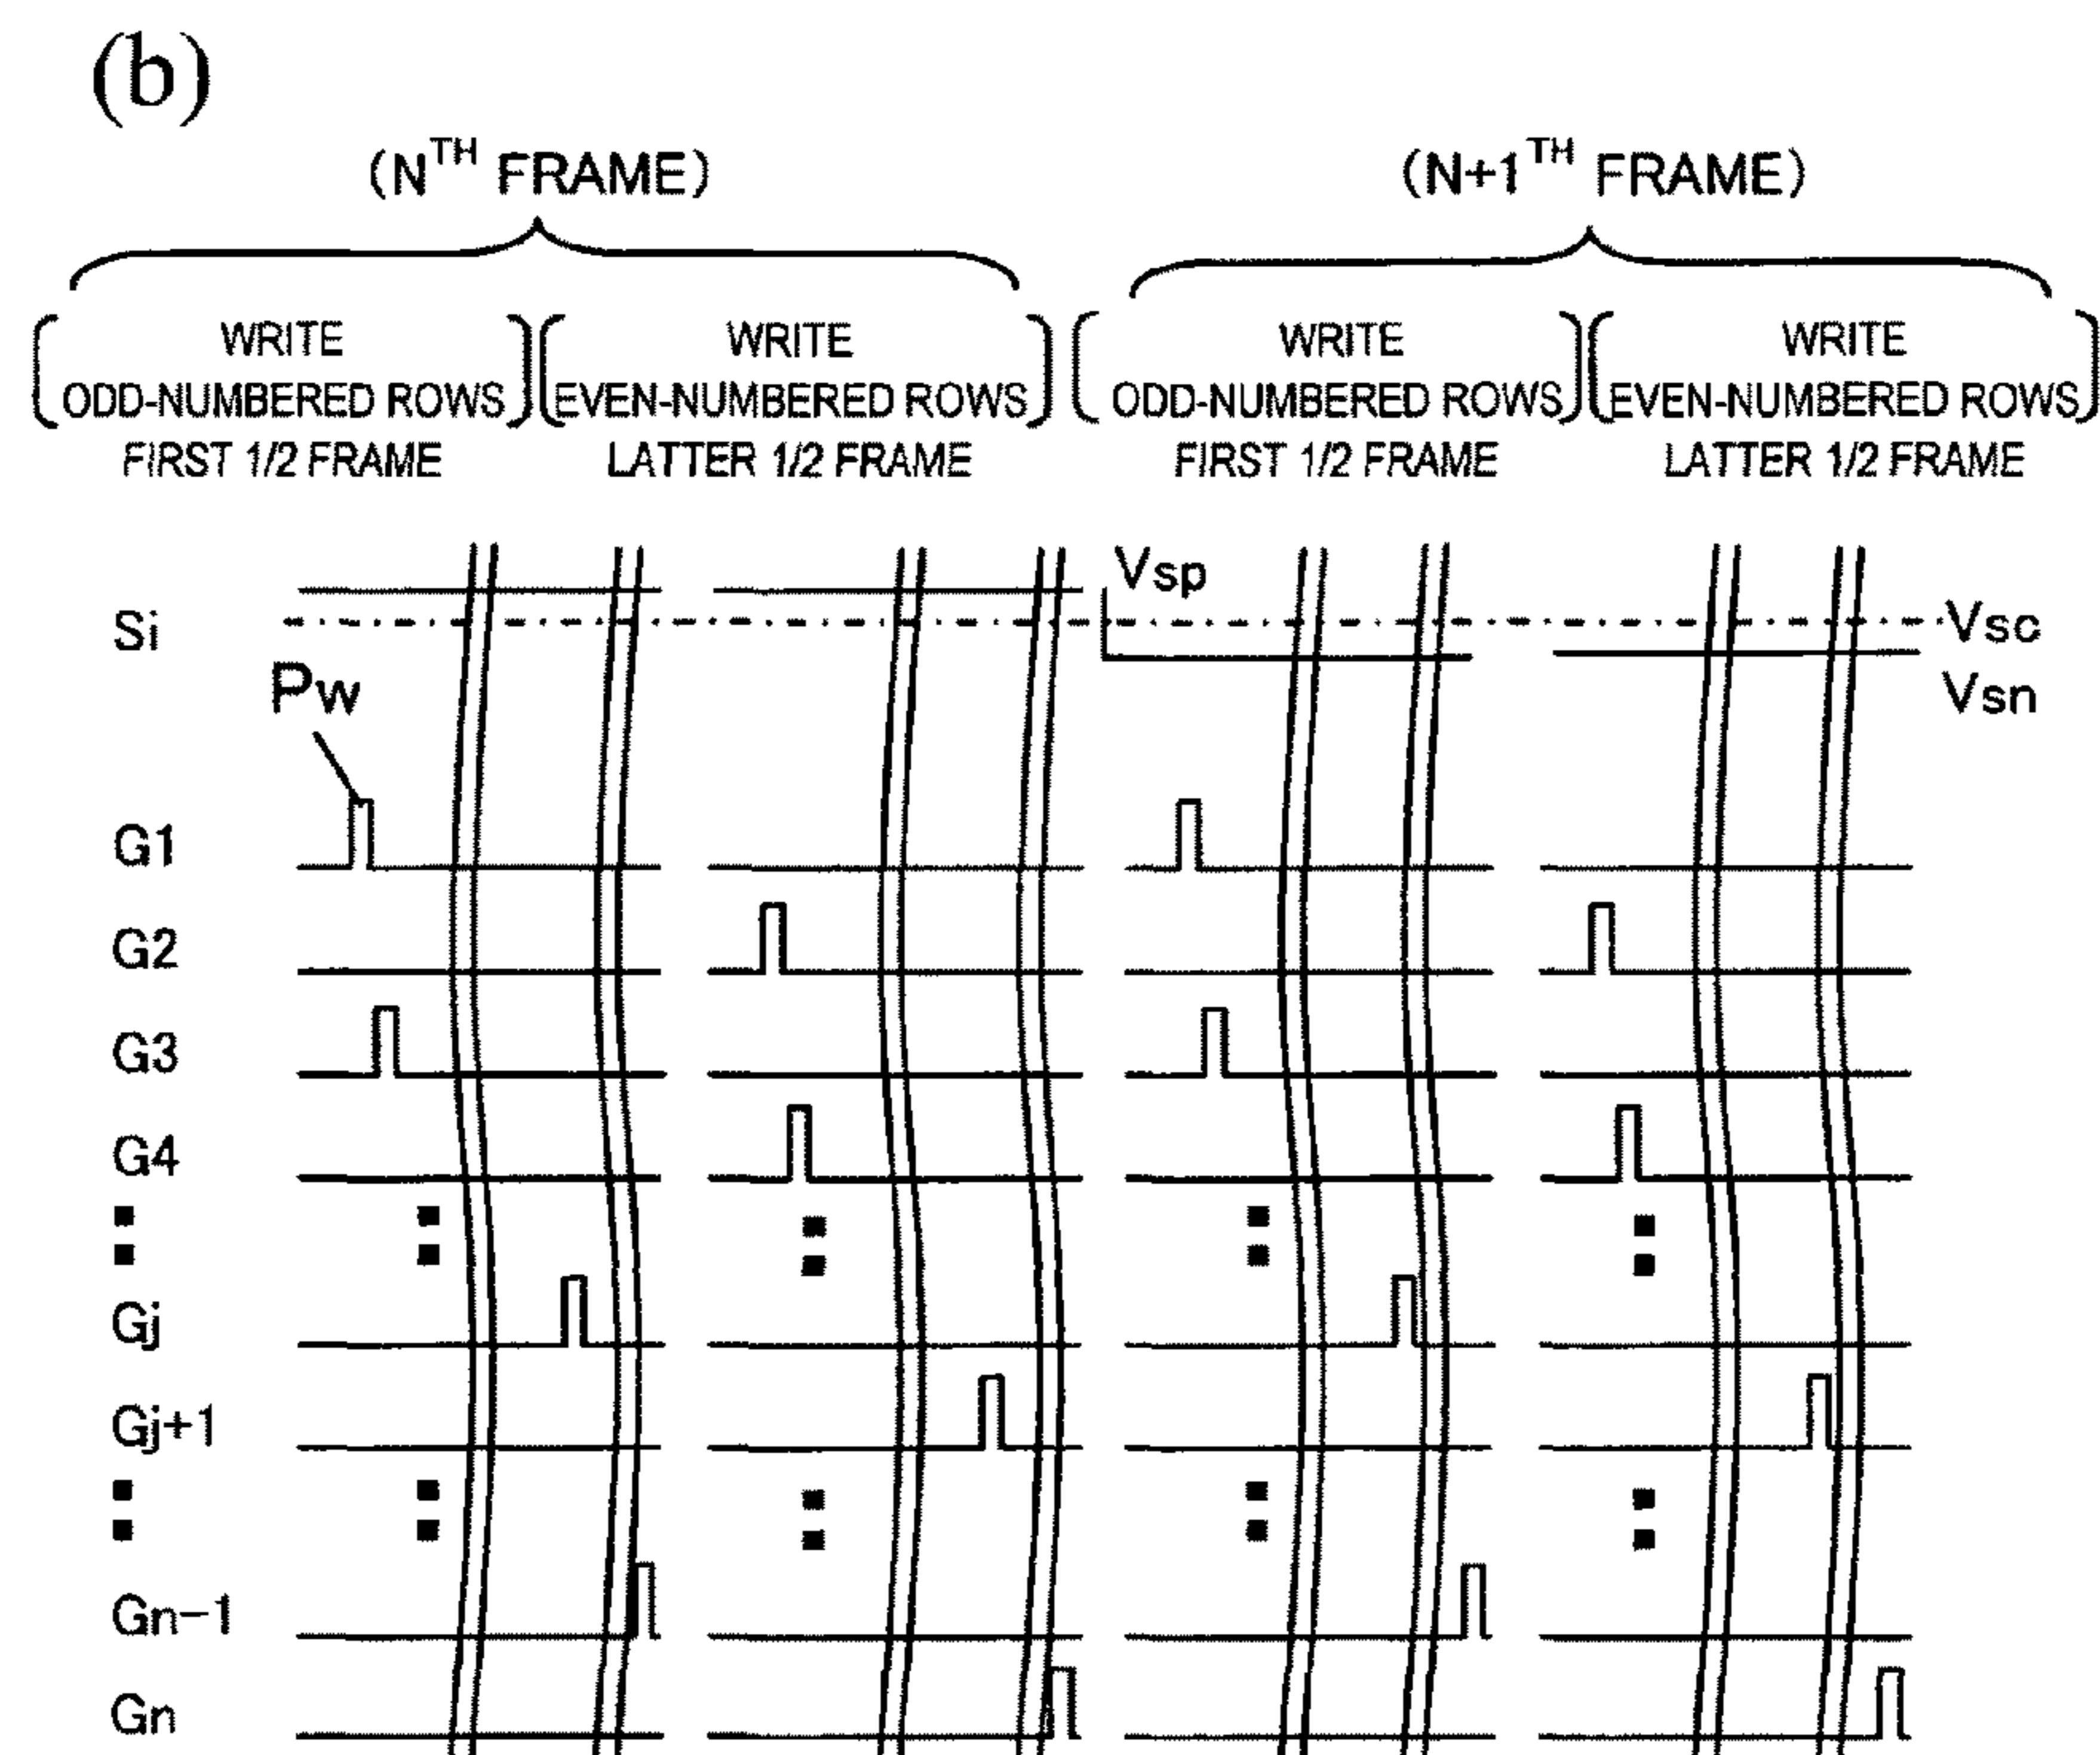 (b)
(N^TH FRAME) (N+1^TH FRAME)
WRITE WRITE WRITE WRITE
ODD-NUMBERED ROWS EVEN-NUMBERED ROWS ODD-NUMBERED ROWS EVEN-NUMBERED ROWS
FIRST 1/2 FRAME LATTER 1/2 FRAME FIRST 1/2 FRAME LATTER 1/2 FRAME
Vsp
Si Vsc
Pw Vsn
G1
G2
G3
G4
Gj
Gj+1
Gn-1
Gn